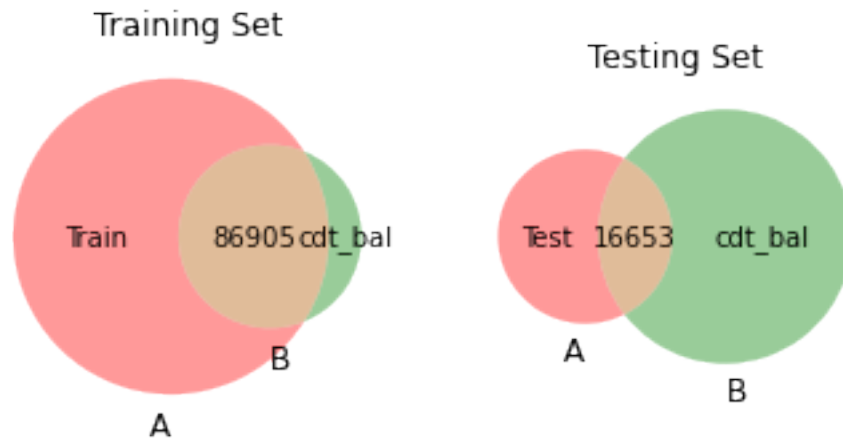 Training Set
Train
86905
cdt_bal
B
A
Testing Set
Test
16653
cdt_bal
A
B